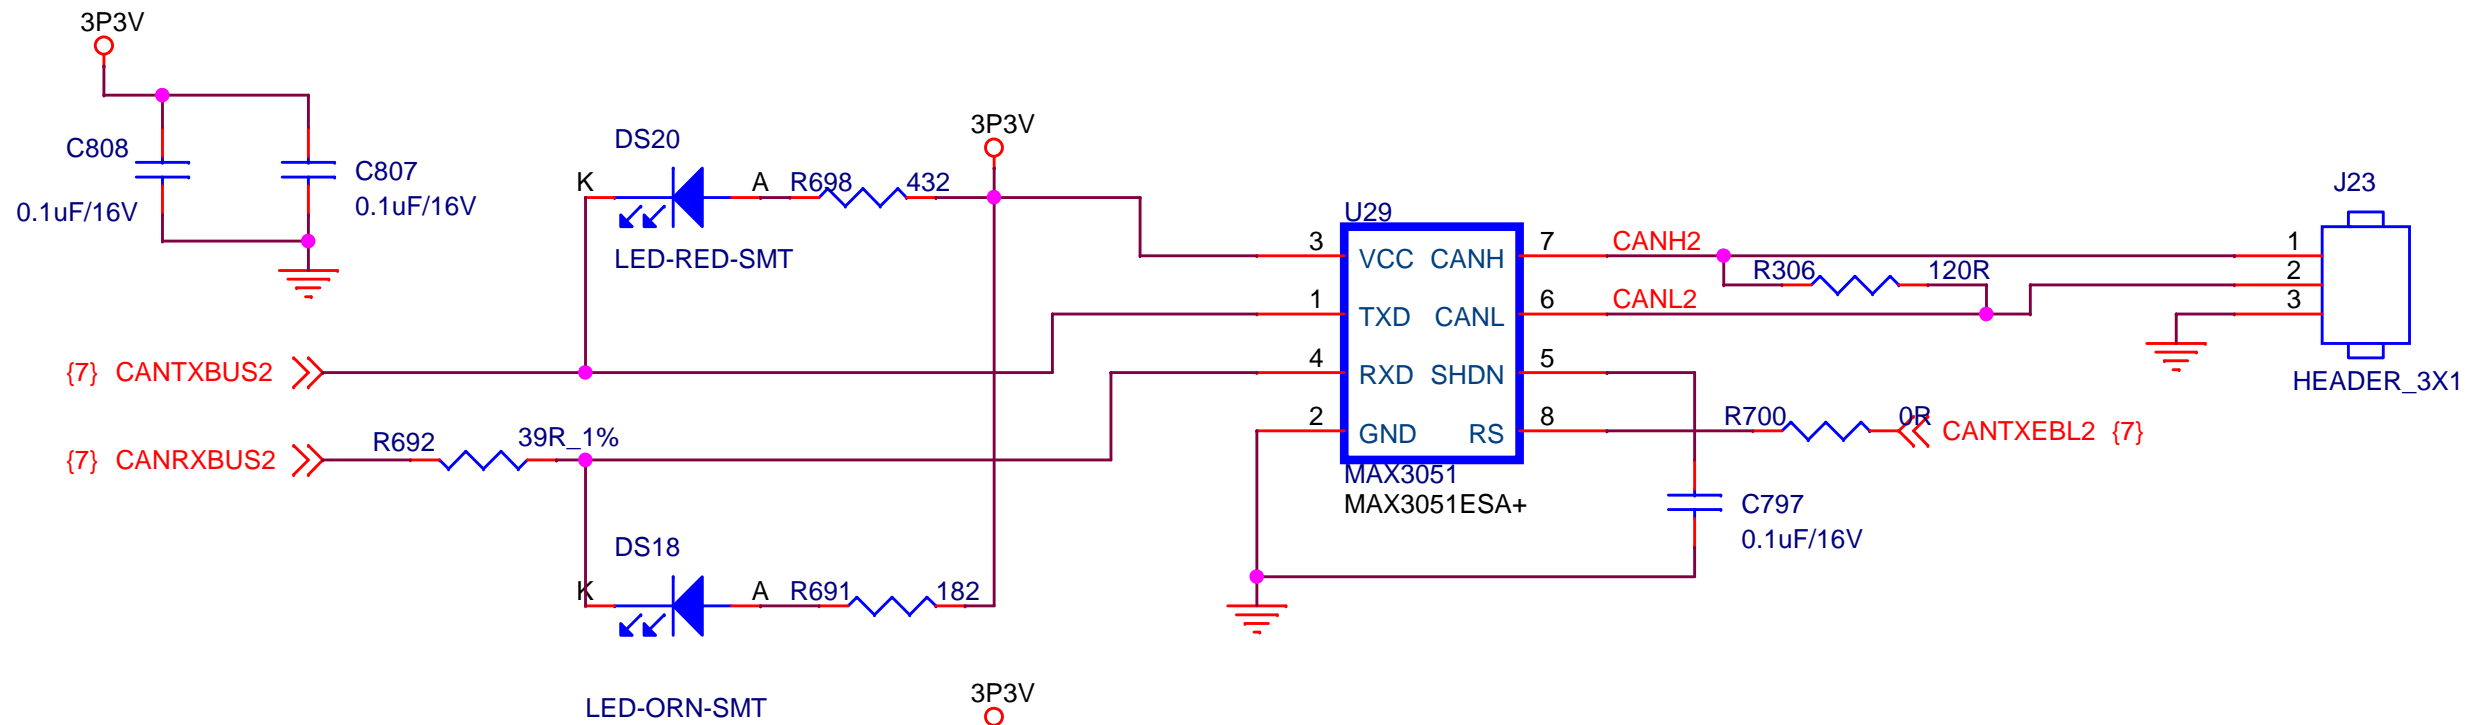 3P3V
C808
0.1uF/16V
C807
0.1uF/16V
DS20
K
A
R698
432
LED-RED-SMT
3P3V
{7} CANTXBUS2
{7} CANRXBUS2
R692
39R_1%
DS18
K
A
R691
182
LED-ORN-SMT
3P3V
U29
3 VCC CANH 7
1 TXD CANL 6
4 RXD SHDN 5
2 GND RS 8
MAX3051
MAX3051ESA+
CANH2
R306
120R
CANL2
R700
0R
CANTXEBL2 {7}
C797
0.1uF/16V
J23
1
2
3
HEADER_3X1